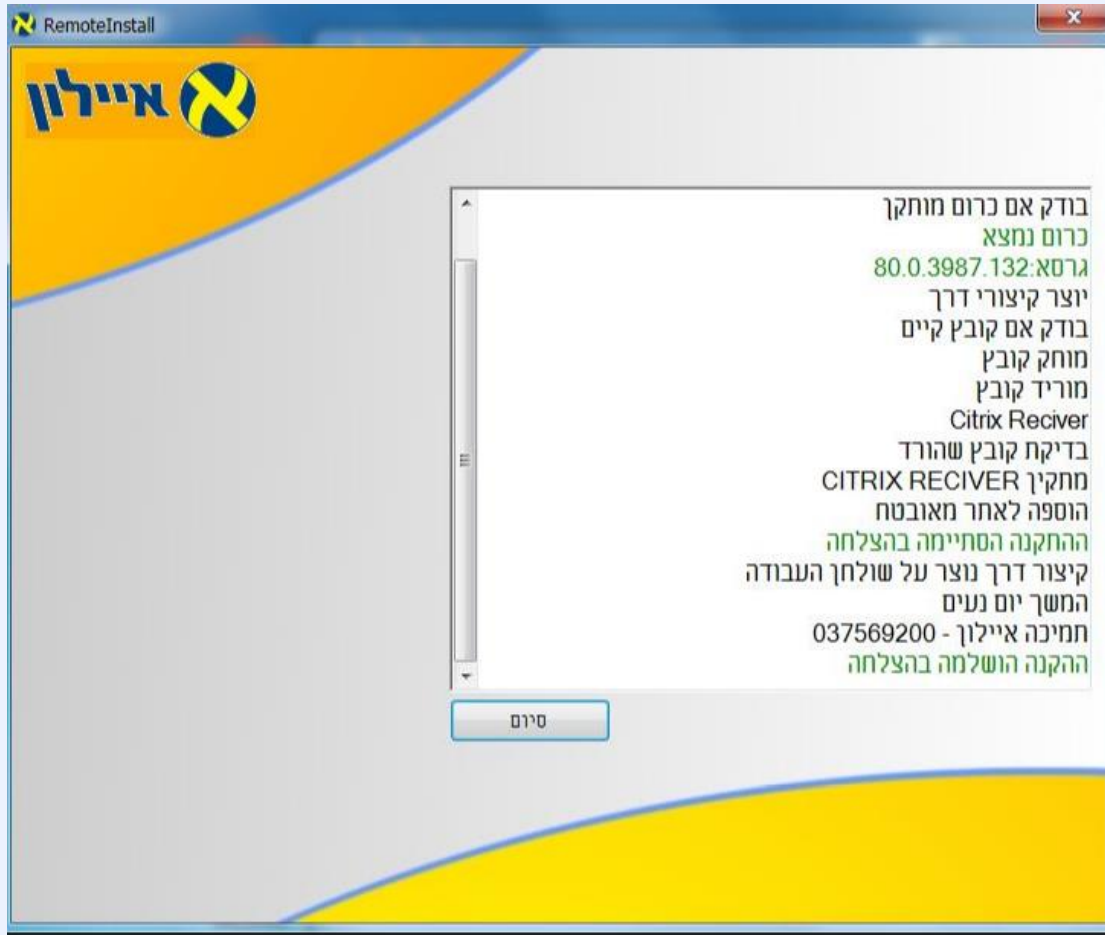 RemoteInstall
איילון
בודק אם כרום מותקן
כרום נמצא
גרסא:80.0.3987.132
יוצר קיצורי דרך
בודק אם קובץ קיים
מוחק קובץ
מוריד קובץ
Citrix Reciver
בדיקת קובץ שהורד
מתקין CITRIX RECIVER
הוספה לאתר מאובטח
ההתקנה הסתיימה בהצלחה
קיצור דרך נוצר על שולחן העבודה
המשך יום נעים
תמיכה איילון - 037569200
ההקנה הושלמה בהצלחה
סיום